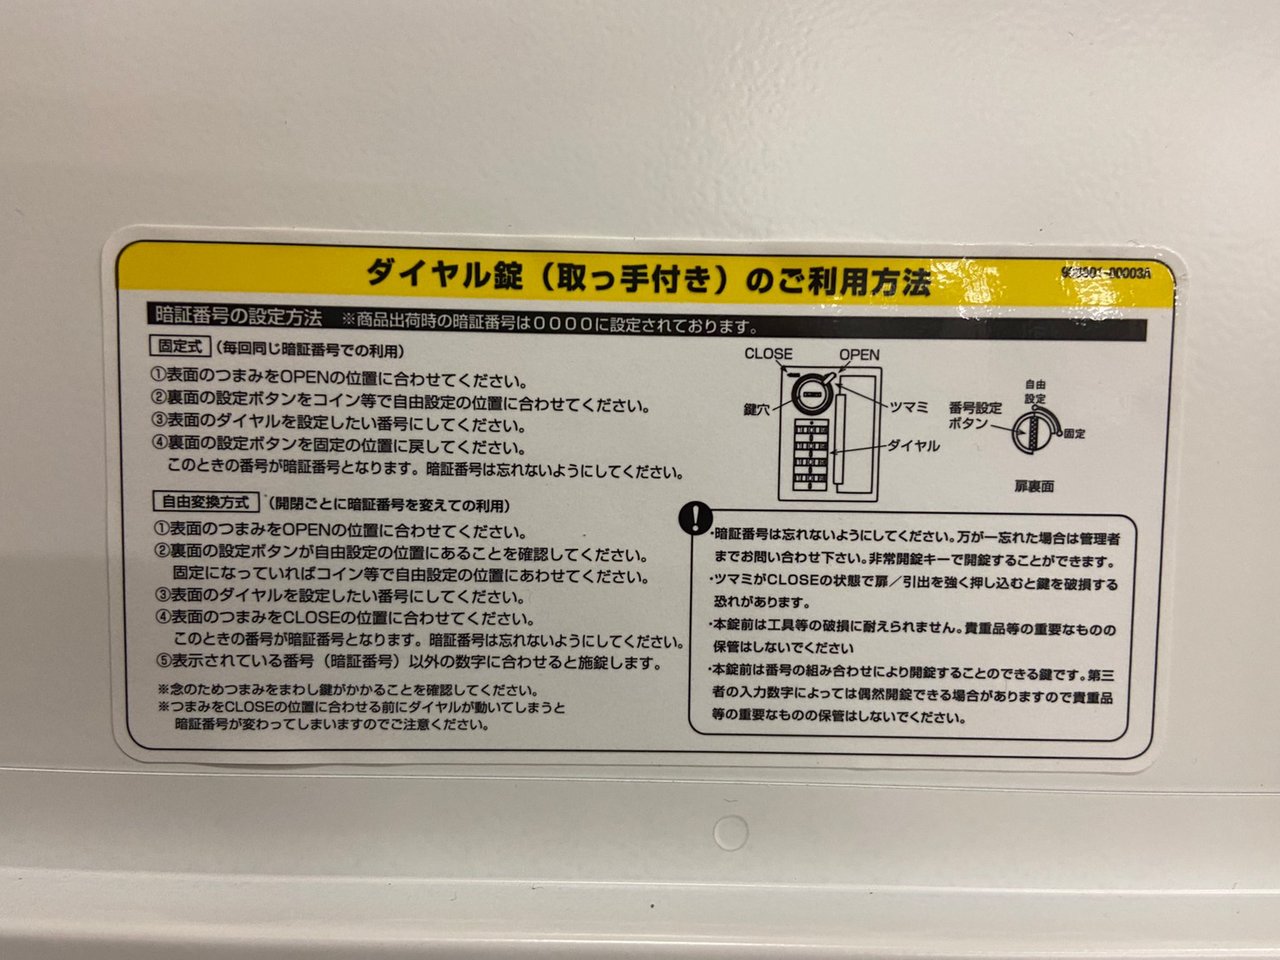 ダイヤル錠（取っ手付き）のご利用方法
暗証番号の設定方法 ※商品出荷時の暗証番号は0000に設定されております。
固定式 (毎回同じ暗証番号での利用)
①表面のつまみをOPENの位置に合わせてください。
②裏面の設定ボタンをコイン等で自由設定の位置に合わせてください。
③表面のダイヤルを設定したい番号にしてください。
④裏面の設定ボタンを固定の位置に戻してください。
このときの番号が暗証番号となります。暗証番号は忘れないようにしてください。
自由変換方式 (開閉ごとに暗証番号を変えての利用)
①表面のつまみをOPENの位置に合わせてください。
②裏面の設定ボタンが自由設定の位置にあることを確認してください。
固定になっていればコイン等で自由設定の位置にあわせてください。
③表面のダイヤルを設定したい番号にしてください。
④表面のつまみをCLOSEの位置に合わせてください。
このときの番号が暗証番号となります。暗証番号は忘れないようにしてください。
⑤表示されている番号（暗証番号）以外の数字に合わせると施錠します。
※念のためつまみをまわし鍵がかかることを確認してください。
※つまみをCLOSEの位置に合わせる前にダイヤルが動いてしまうと
暗証番号が変わってしまいますのでご注意ください。
CLOSE OPEN
鍵穴
ツマミ
ダイヤル
自由
設定
番号設定
ボタン
固定
扉裏面
!
・暗証番号は忘れないようにしてください。万が一忘れた場合は管理者
までお問い合わせ下さい。非常開錠キーで開錠することができます。
・ツマミがCLOSEの状態で扉／引出を強く押し込むと鍵を破損する
恐れがあります。
・本錠前は工具等の破損に耐えられません。貴重品等の重要なものの
保管はしないでください
・本錠前は番号の組み合わせにより開錠することのできる鍵です。第三
者の入力数字によっては偶然開錠できる場合がありますので貴重品
等の重要なものの保管はしないでください。